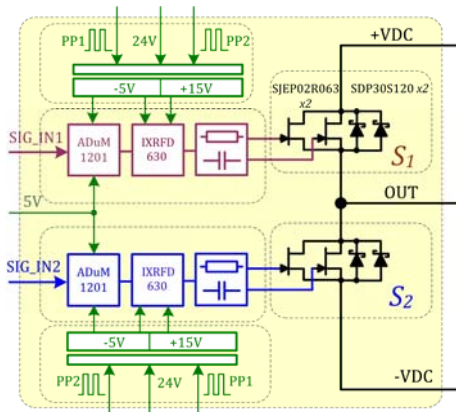 PP1
24V
PP2
+VDC
-5V
+15V
SJEP02R063
x2
SDP30S120 x2
SIG_IN1
ADuM
1201
IXRFD
630
S1
5V
OUT
SIG_IN2
ADuM
1201
IXRFD
630
S2
-5V
+15V
PP2
24V
PP1
-VDC